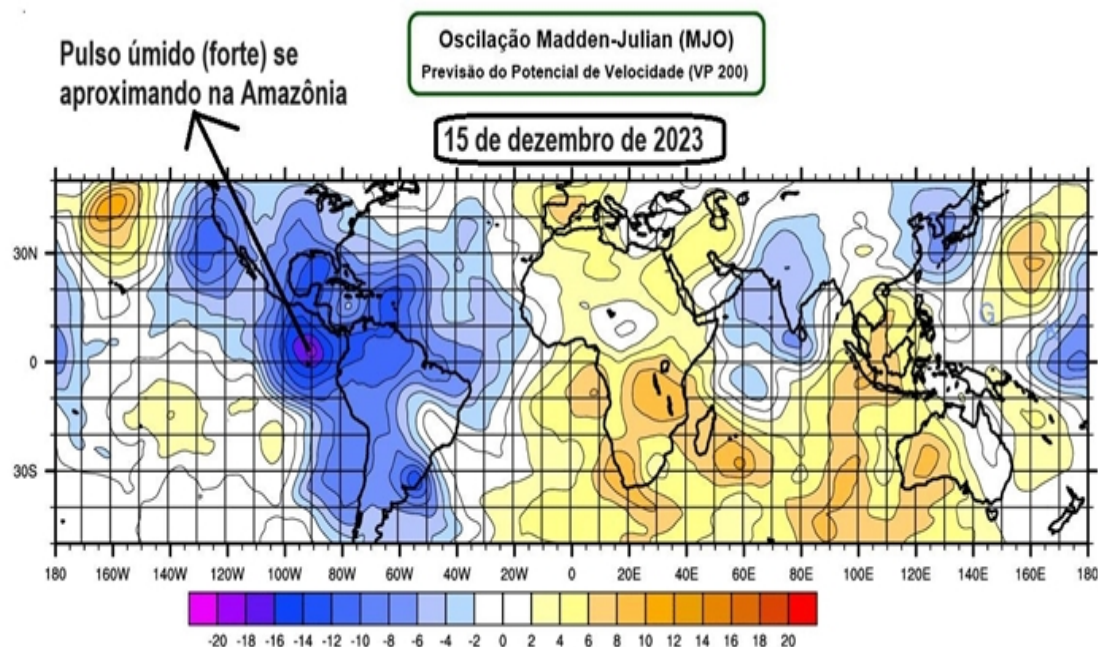 Pulso úmido (forte) se
aproximando na Amazônia
Oscilação Madden-Julian (MJO)
Previsão do Potencial de Velocidade (VP 200)
15 de dezembro de 2023
30N
0
30S
180 160W 140W 120W 100W 80W 60W 40W 20W 0 20E 40E 60E 80E 100E 120E 140E 160E 180
-20 -18 -16 -14 -12 -10 -8 -6 -4 -2 0 2 4 6 8 10 12 14 16 18 20